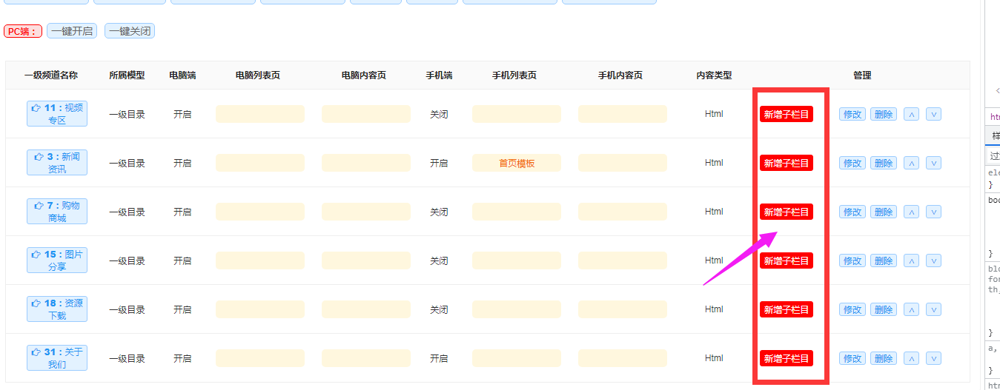 PC端： 一键开启 一键关闭
一级频道名称 所属模型 电脑端 电脑列表页 电脑内容页 手机端 手机列表页 手机内容页 内容类型 管理
11：视频
专区
一级目录 开启 关闭 Html 新增子栏目 修改 删除 ∧ ∨
3：新闻
资讯
一级目录 开启 开启 首页模板 Html 新增子栏目 修改 删除 ∧ ∨
7：购物
商城
一级目录 开启 关闭 Html 新增子栏目 修改 删除 ∧ ∨
15：图片
分享
一级目录 开启 关闭 Html 新增子栏目 修改 删除 ∧ ∨
18：资源
下载
一级目录 开启 关闭 Html 新增子栏目 修改 删除 ∧ ∨
31：关于
我们
一级目录 开启 开启 Html 新增子栏目 修改 删除 ∧ ∨
<
ht
样
过
ele
}
boo
}
blo
for
th,
}
a,
}
ht